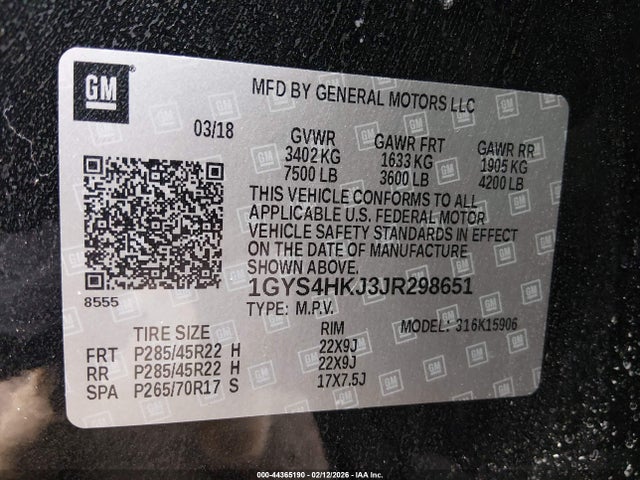 GM
MFD BY GENERAL MOTORS LLC
03/18
GVWR GAWR FRT GAWR RR
3402 KG 1633 KG 1905 KG
7500 LB 3600 LB 4200 LB
THIS VEHICLE CONFORMS TO ALL
APPLICABLE U.S. FEDERAL MOTOR
VEHICLE SAFETY STANDARDS IN EFFECT
ON THE DATE OF MANUFACTURE
SHOWN ABOVE.
8555
1GYS4HKJ3JR298651
TYPE: M.P.V. MODEL: 316K15906
TIRE SIZE RIM
FRT P285/45R22 H 22X9J
RR P285/45R22 H 22X9J
SPA P265/70R17 S 17X7.5J
000-44365190 - 02/12/2026 - IAA Inc.